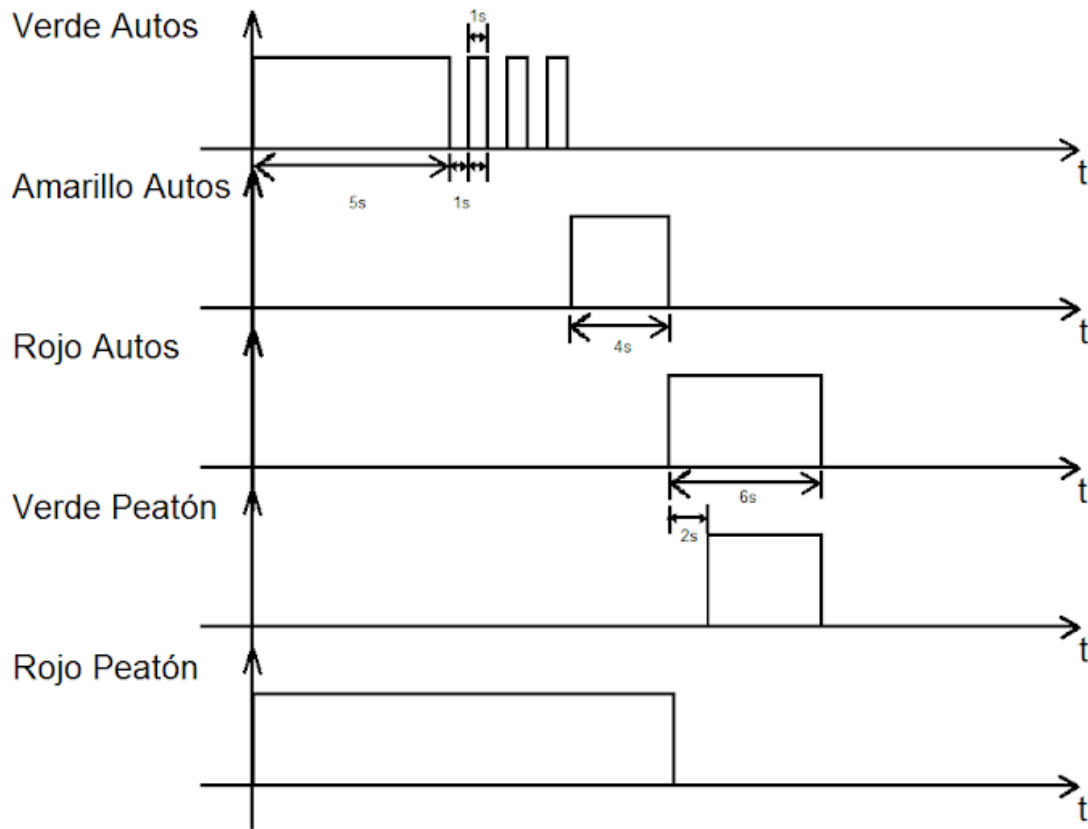 Verde Autos
1s
t
5s
1s
Amarillo Autos
t
4s
Rojo Autos
t
6s
Verde Peatón
2s
t
Rojo Peatón
t